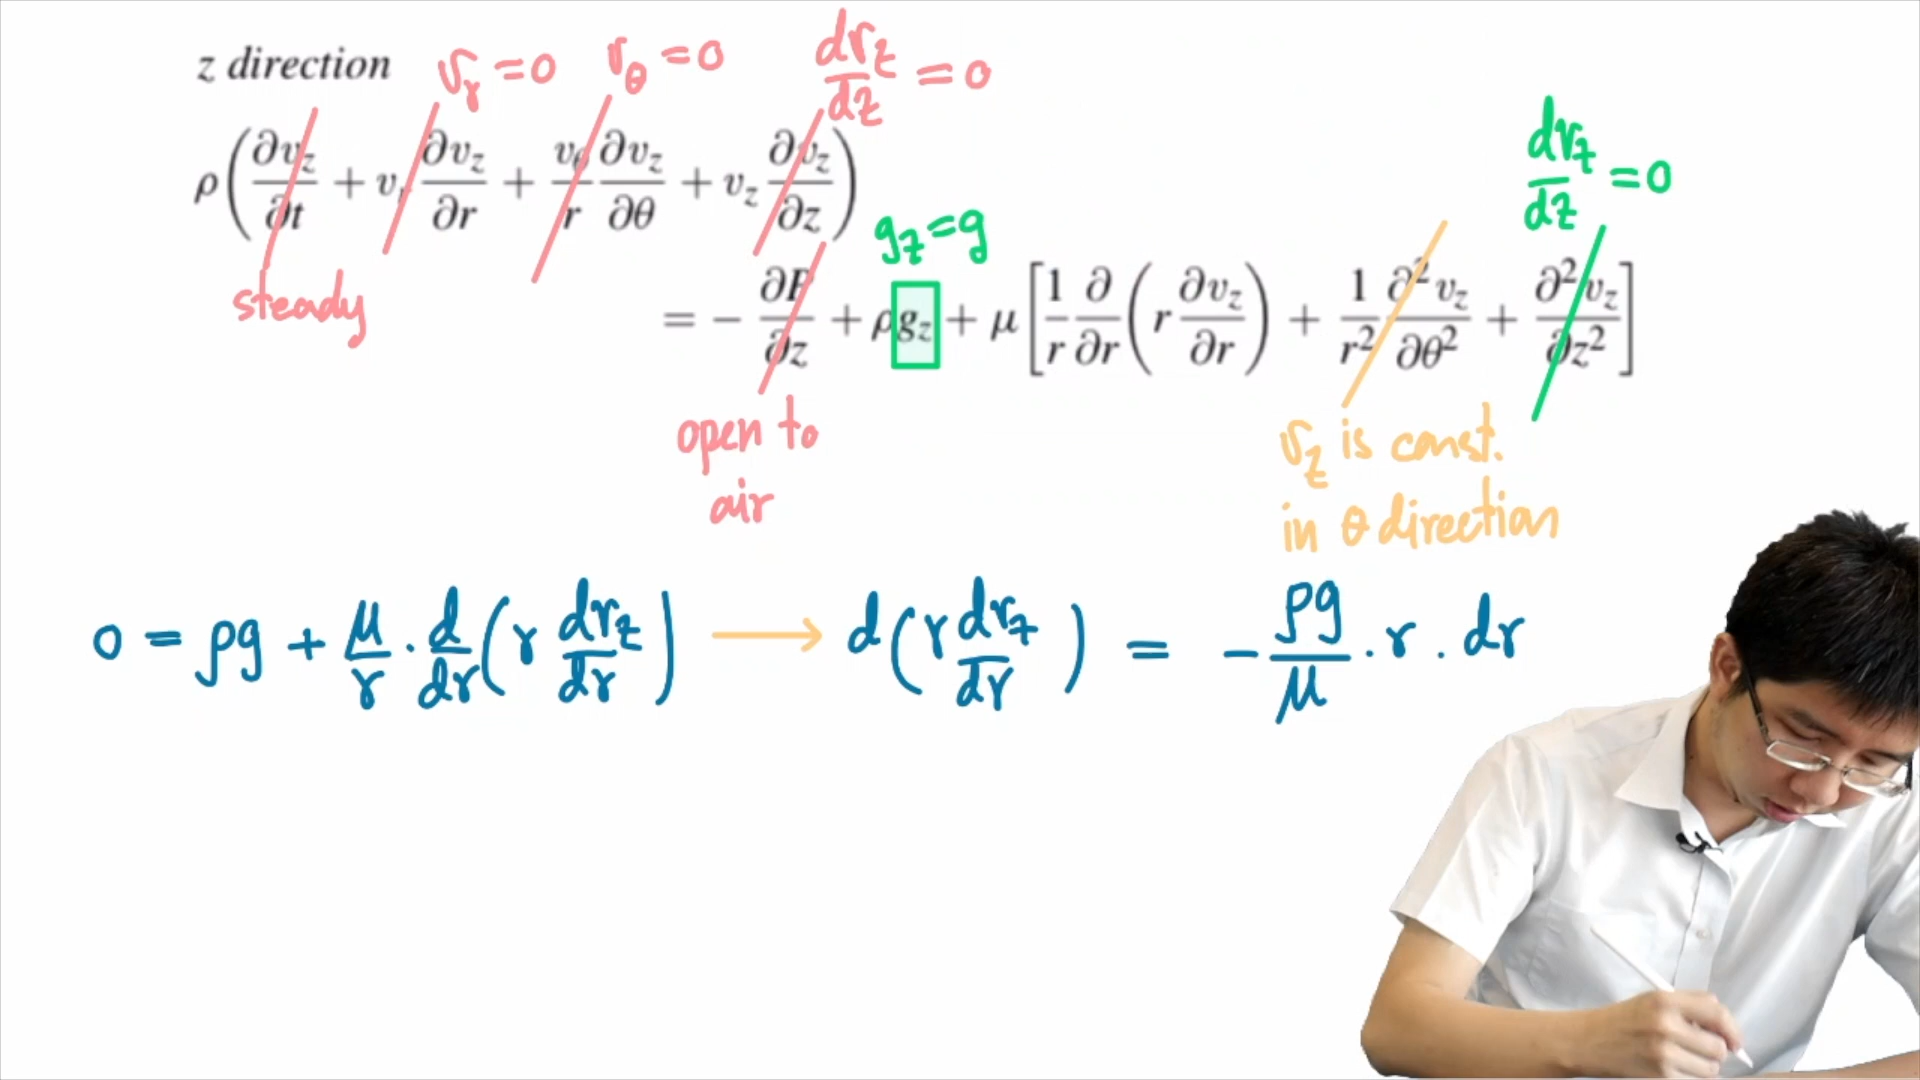 z direction
v_r = 0
v_θ = 0
dv_z/dz = 0
ρ(∂v_z/∂t + v_r ∂v_z/∂r + v_θ/r ∂v_z/∂θ + v_z ∂v_z/∂z)
dv_z/dz = 0
g_z = g
= − ∂P/∂z + ρg_z + μ[1/r ∂/∂r(r ∂v_z/∂r) + 1/r² ∂²v_z/∂θ² + ∂²v_z/∂z²]
steady
open to
air
v_z is const.
in θ direction
0 = ρg + μ/r · d/dr(r dv_z/dr) → d(r dv_z/dr) = − ρg/μ · r · dr